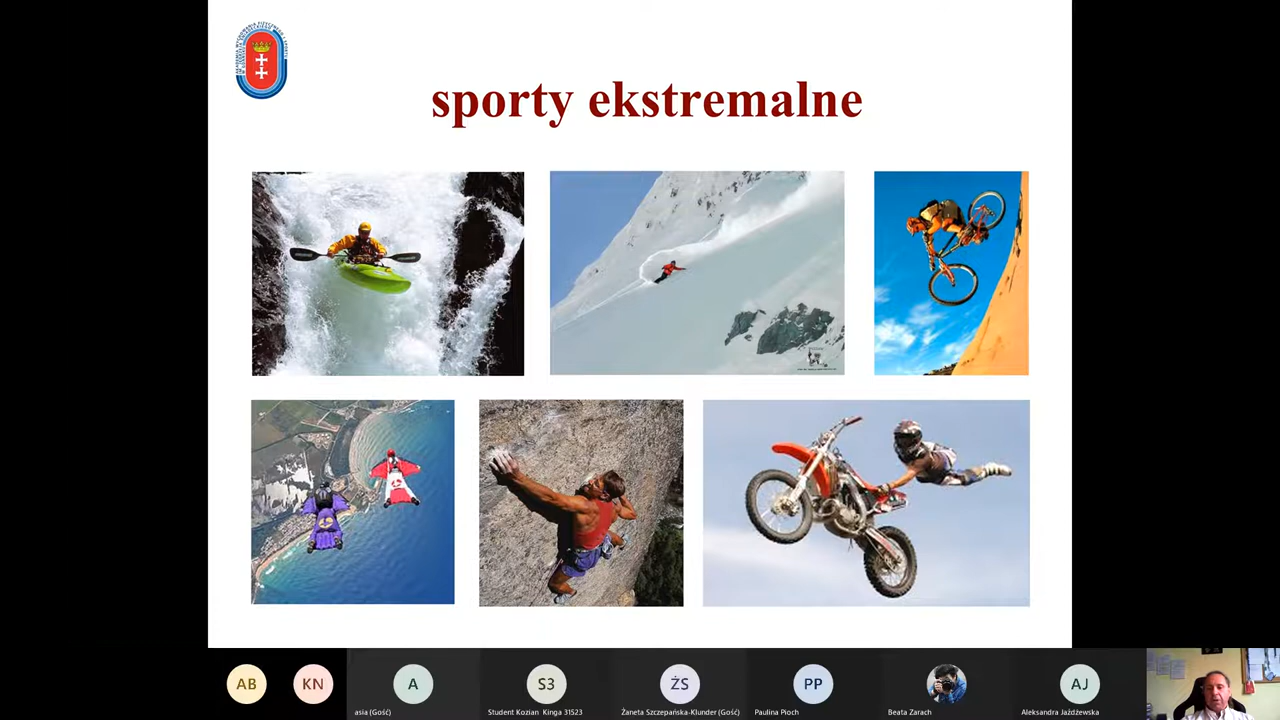 sporty ekstremalne
AB
KN
A
S3
ŻS
PP
AJ
asia (Gość)
Student Kozian Kinga 31523
Żaneta Szczepańska-Klunder (Gość)
Paulina Pioch
Beata Zarach
Aleksandra Jażdżewska